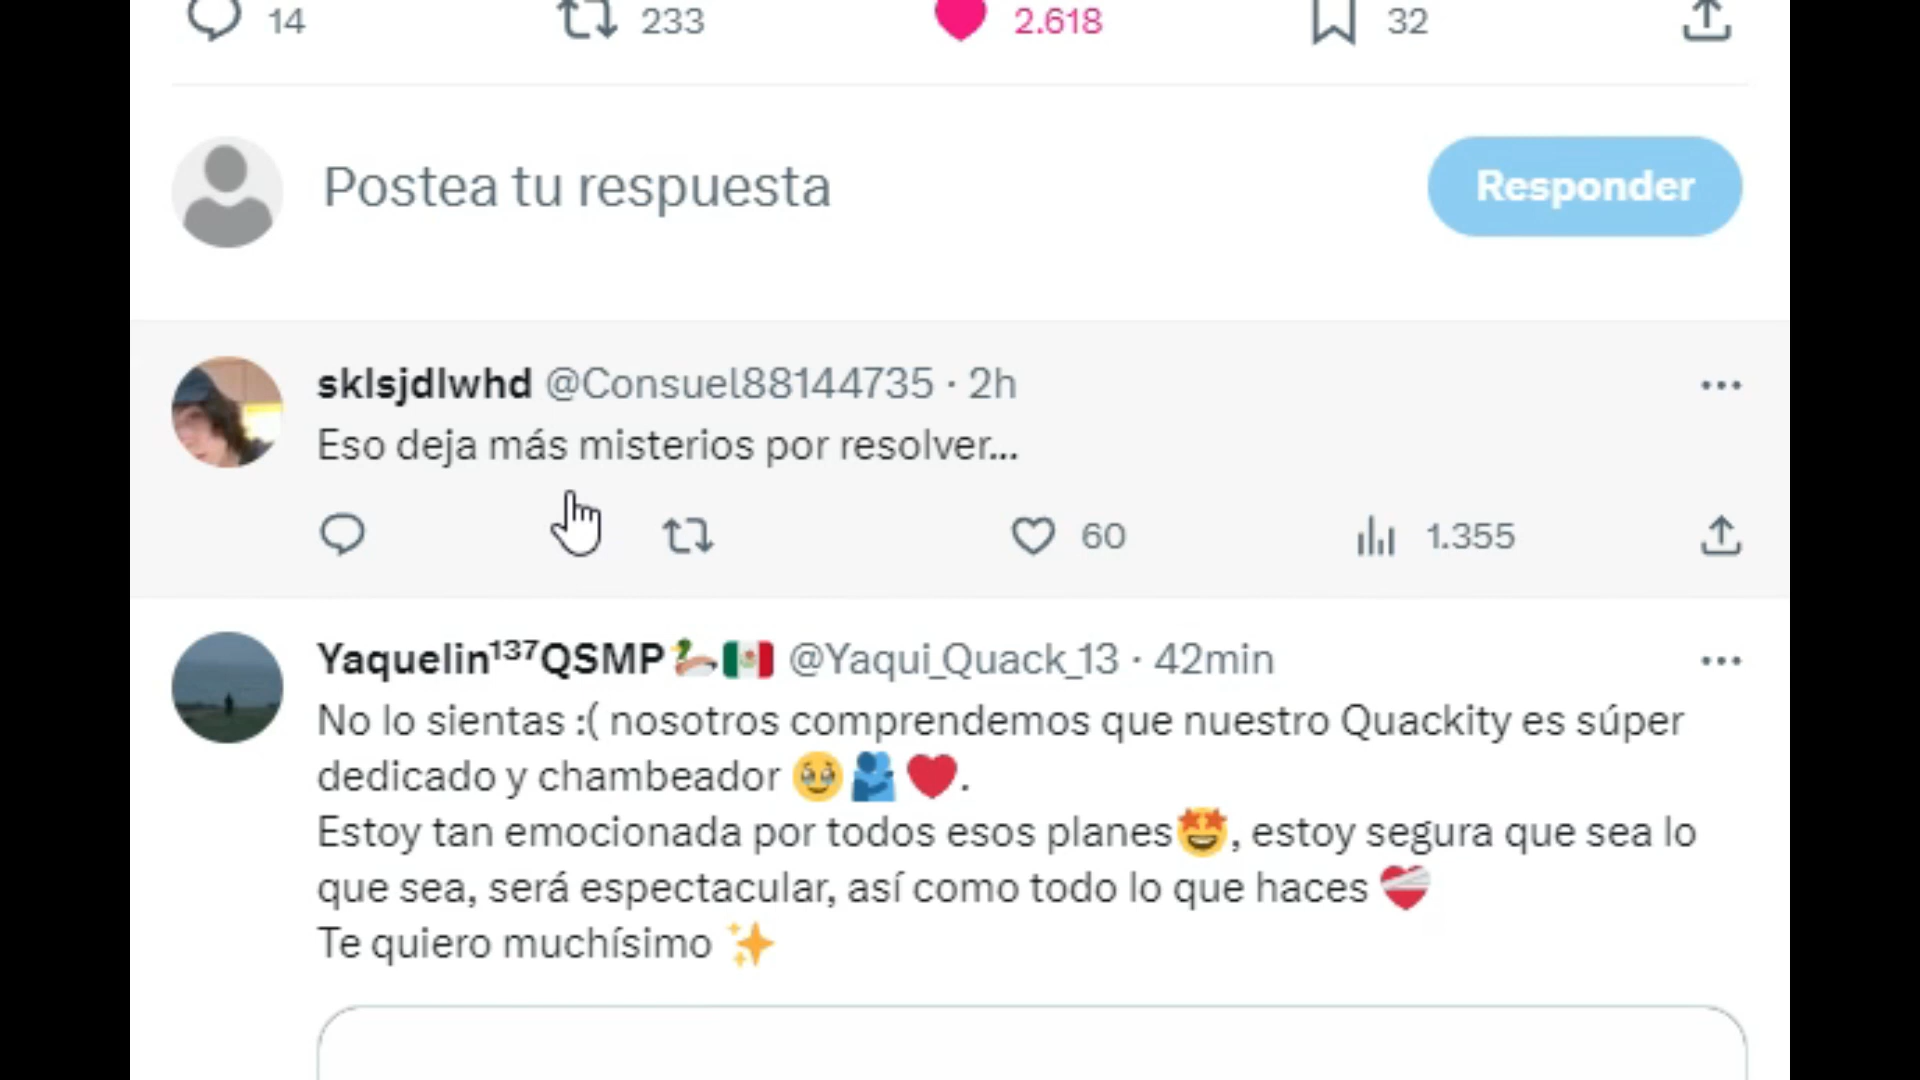 14 233 2.618 32
Postea tu respuesta
Responder
sklsjdlwhd @Consuel88144735 · 2h
Eso deja más misterios por resolver...
60 1.355
Yaquelin¹³⁷QSMP🦆🇲🇽 @Yaqui_Quack_13 · 42min
No lo sientas :( nosotros comprendemos que nuestro Quackity es súper
dedicado y chambeador 🥹🫂❤️.
Estoy tan emocionada por todos esos planes🤩, estoy segura que sea lo
que sea, será espectacular, así como todo lo que haces ❤️‍🩹
Te quiero muchísimo ✨